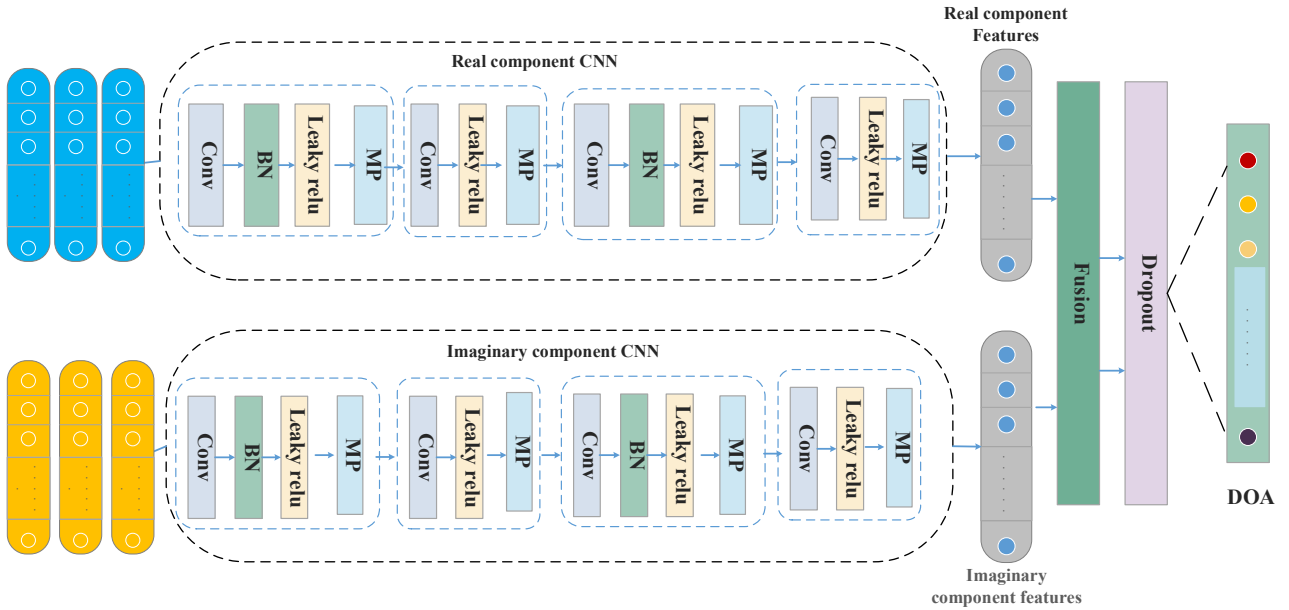 Real component
Features
Real component CNN
Conv
BN
Leaky relu
MP
Conv
Leaky relu
MP
Conv
BN
Leaky relu
MP
Conv
Leaky relu
MP
Fusion
Dropout
Imaginary component CNN
Conv
BN
Leaky relu
MP
Conv
Leaky relu
MP
Conv
BN
Leaky relu
MP
Conv
Leaky relu
MP
DOA
Imaginary
component features